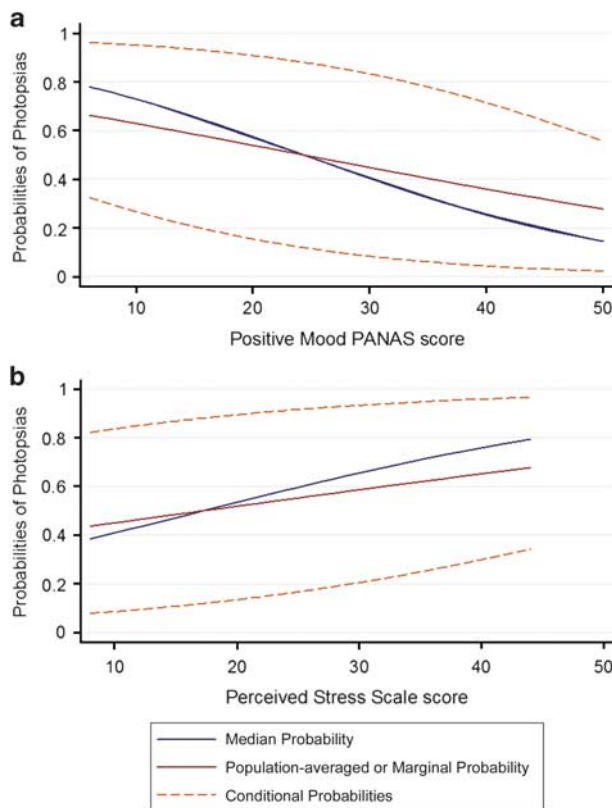 a
Probabilities of Photopsias
1
0.8
0.6
0.4
0.2
0
10 20 30 40 50
Positive Mood PANAS score
b
Probabilities of Photopsias
1
0.8
0.6
0.4
0.2
0
10 20 30 40 50
Perceived Stress Scale score
Median Probability
Population-averaged or Marginal Probability
Conditional Probabilities